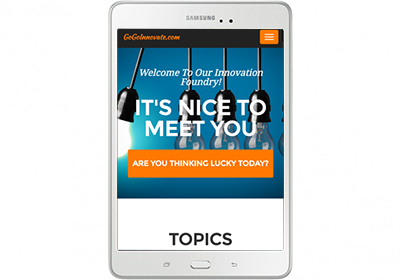 SAMSUNG
GoGoInnovate.com
Welcome To Our Innovation
Foundry!
IT'S NICE TO
MEET YOU
ARE YOU THINKING LUCKY TODAY?
TOPICS